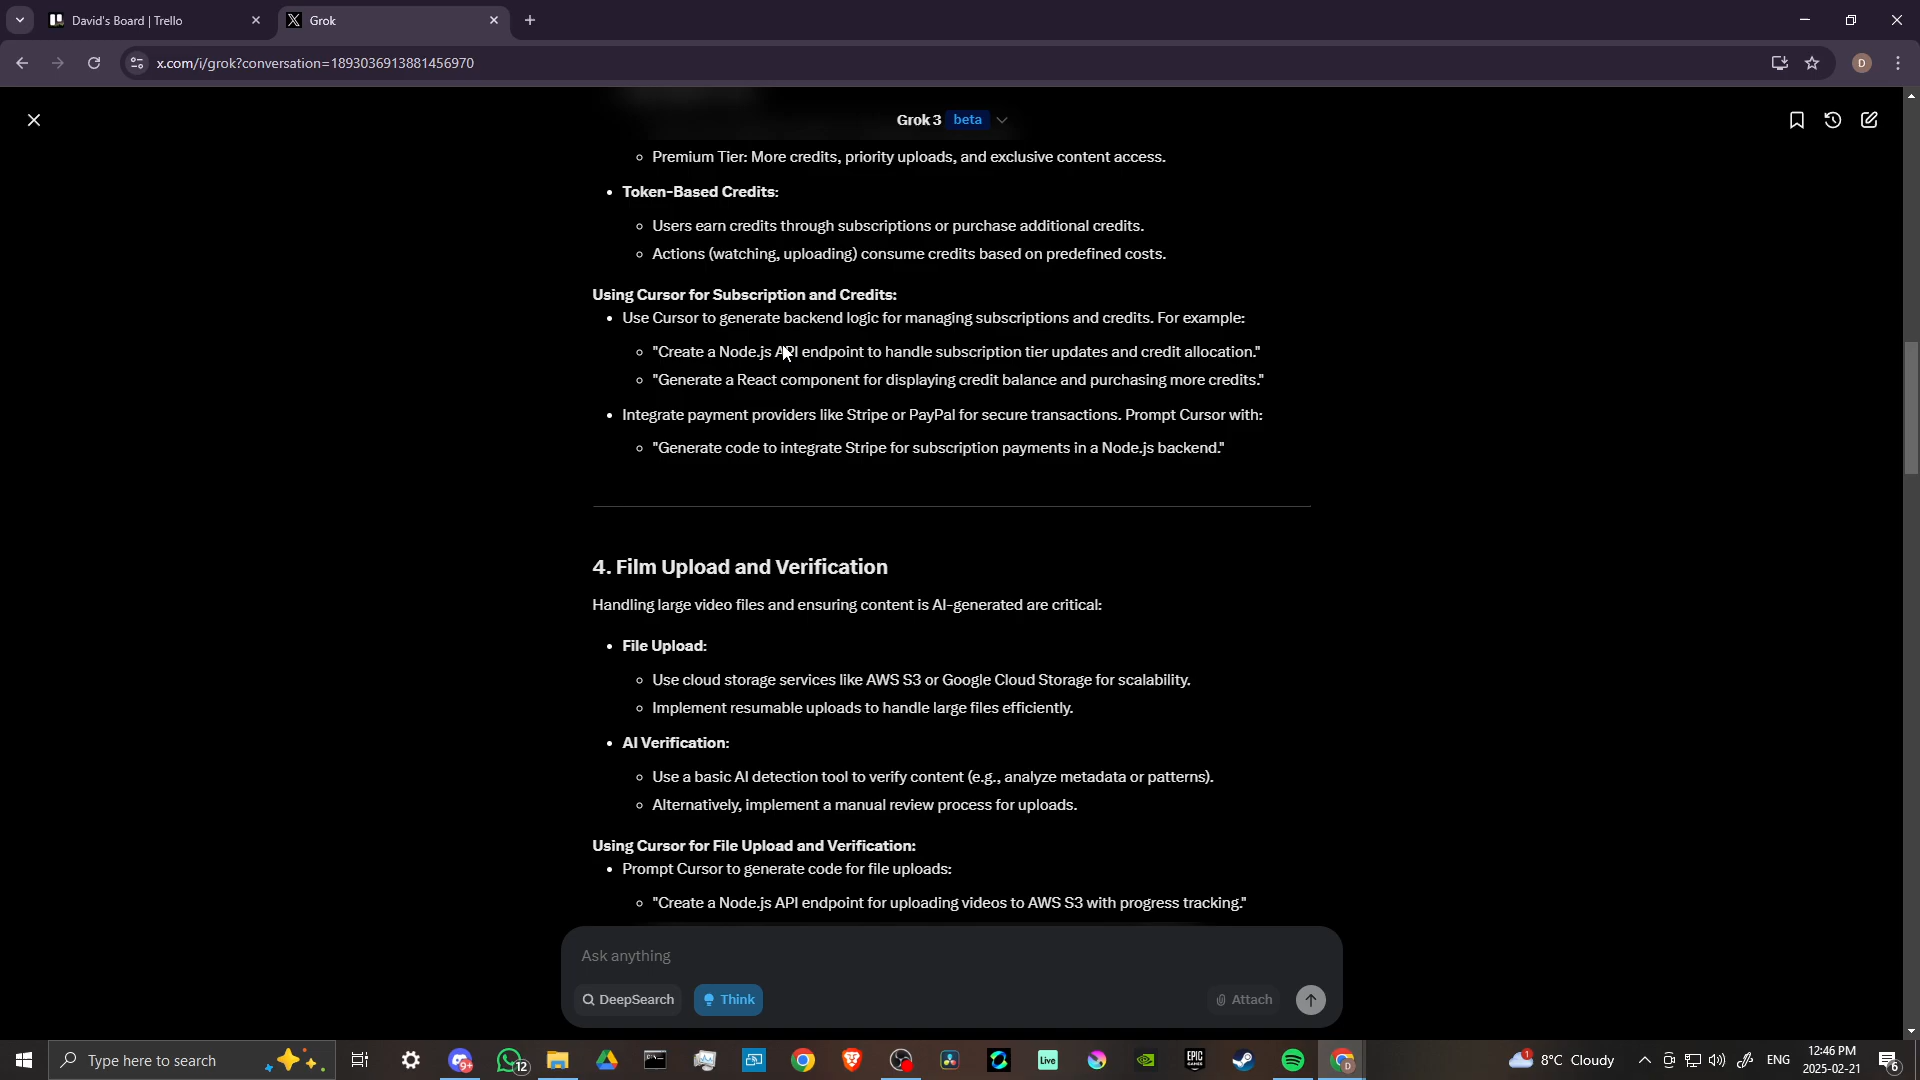 David's Board | Trello
Grok
x.com/i/grok?conversation=1893036913881456970
D
Grok 3 beta
Premium Tier: More credits, priority uploads, and exclusive content access.
Token-Based Credits:
Users earn credits through subscriptions or purchase additional credits.
Actions (watching, uploading) consume credits based on predefined costs.
Using Cursor for Subscription and Credits:
Use Cursor to generate backend logic for managing subscriptions and credits. For example:
"Create a Node.js API endpoint to handle subscription tier updates and credit allocation."
"Generate a React component for displaying credit balance and purchasing more credits."
Integrate payment providers like Stripe or PayPal for secure transactions. Prompt Cursor with:
"Generate code to integrate Stripe for subscription payments in a Node.js backend."
4. Film Upload and Verification
Handling large video files and ensuring content is AI-generated are critical:
File Upload:
Use cloud storage services like AWS S3 or Google Cloud Storage for scalability.
Implement resumable uploads to handle large files efficiently.
AI Verification:
Use a basic AI detection tool to verify content (e.g., analyze metadata or patterns).
Alternatively, implement a manual review process for uploads.
Using Cursor for File Upload and Verification:
Prompt Cursor to generate code for file uploads:
"Create a Node.js API endpoint for uploading videos to AWS S3 with progress tracking."
Ask anything
DeepSearch
Think
Attach
Type here to search
9+
12
Live
EPIC GAMES
D
1
8°C Cloudy
ENG
12:46 PM
2025-02-21
6